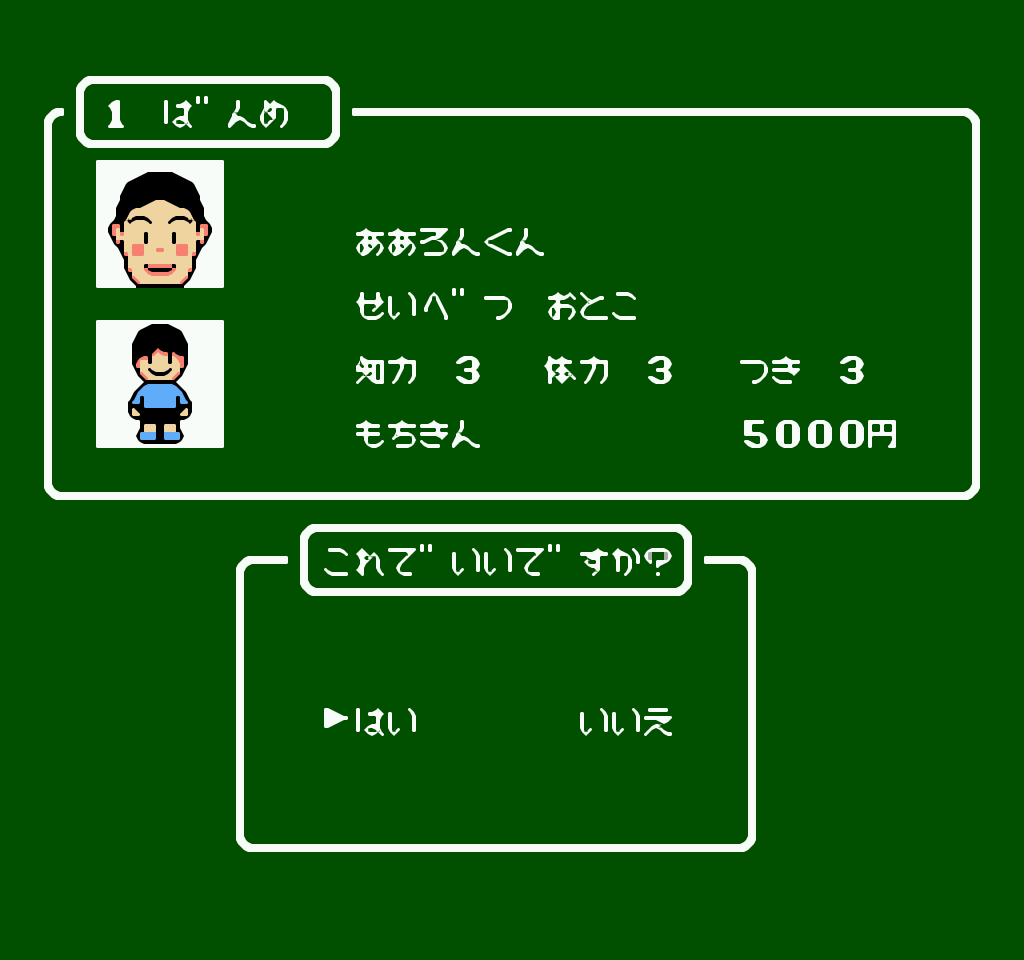 1 ばんめ
ああろんくん
せいべつ おとこ
知力 3 体力 3 つき 3
もちきん 5000円
これでいいですか?
▶はい いいえ